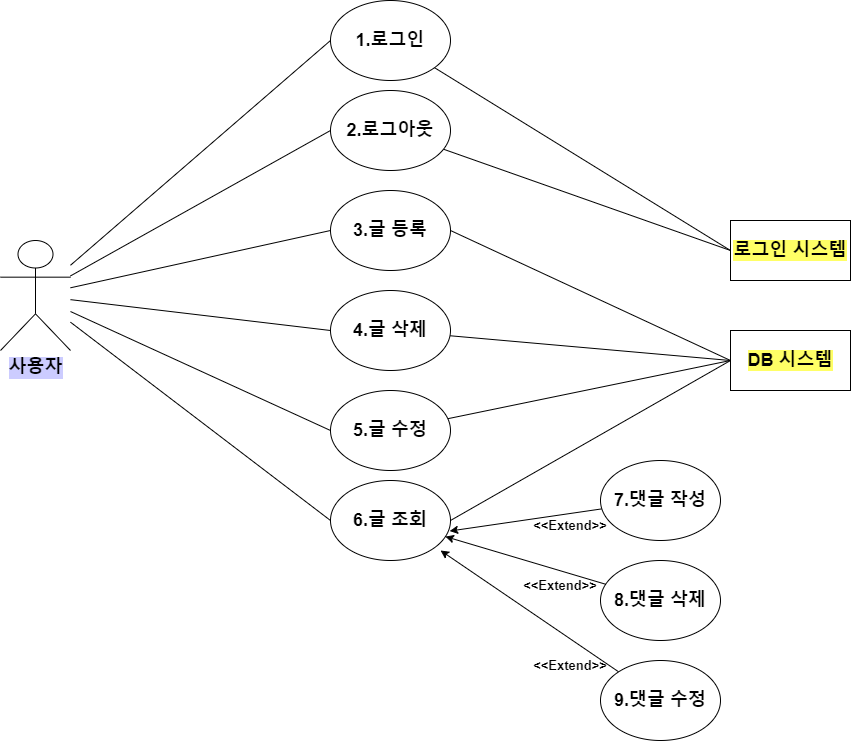 1.로그인
2.로그아웃
3.글 등록
로그인 시스템
4.글 삭제
DB 시스템
사용자
5.글 수정
6.글 조회
7.댓글 작성
<<Extend>>
<<Extend>>
8.댓글 삭제
<<Extend>>
9.댓글 수정